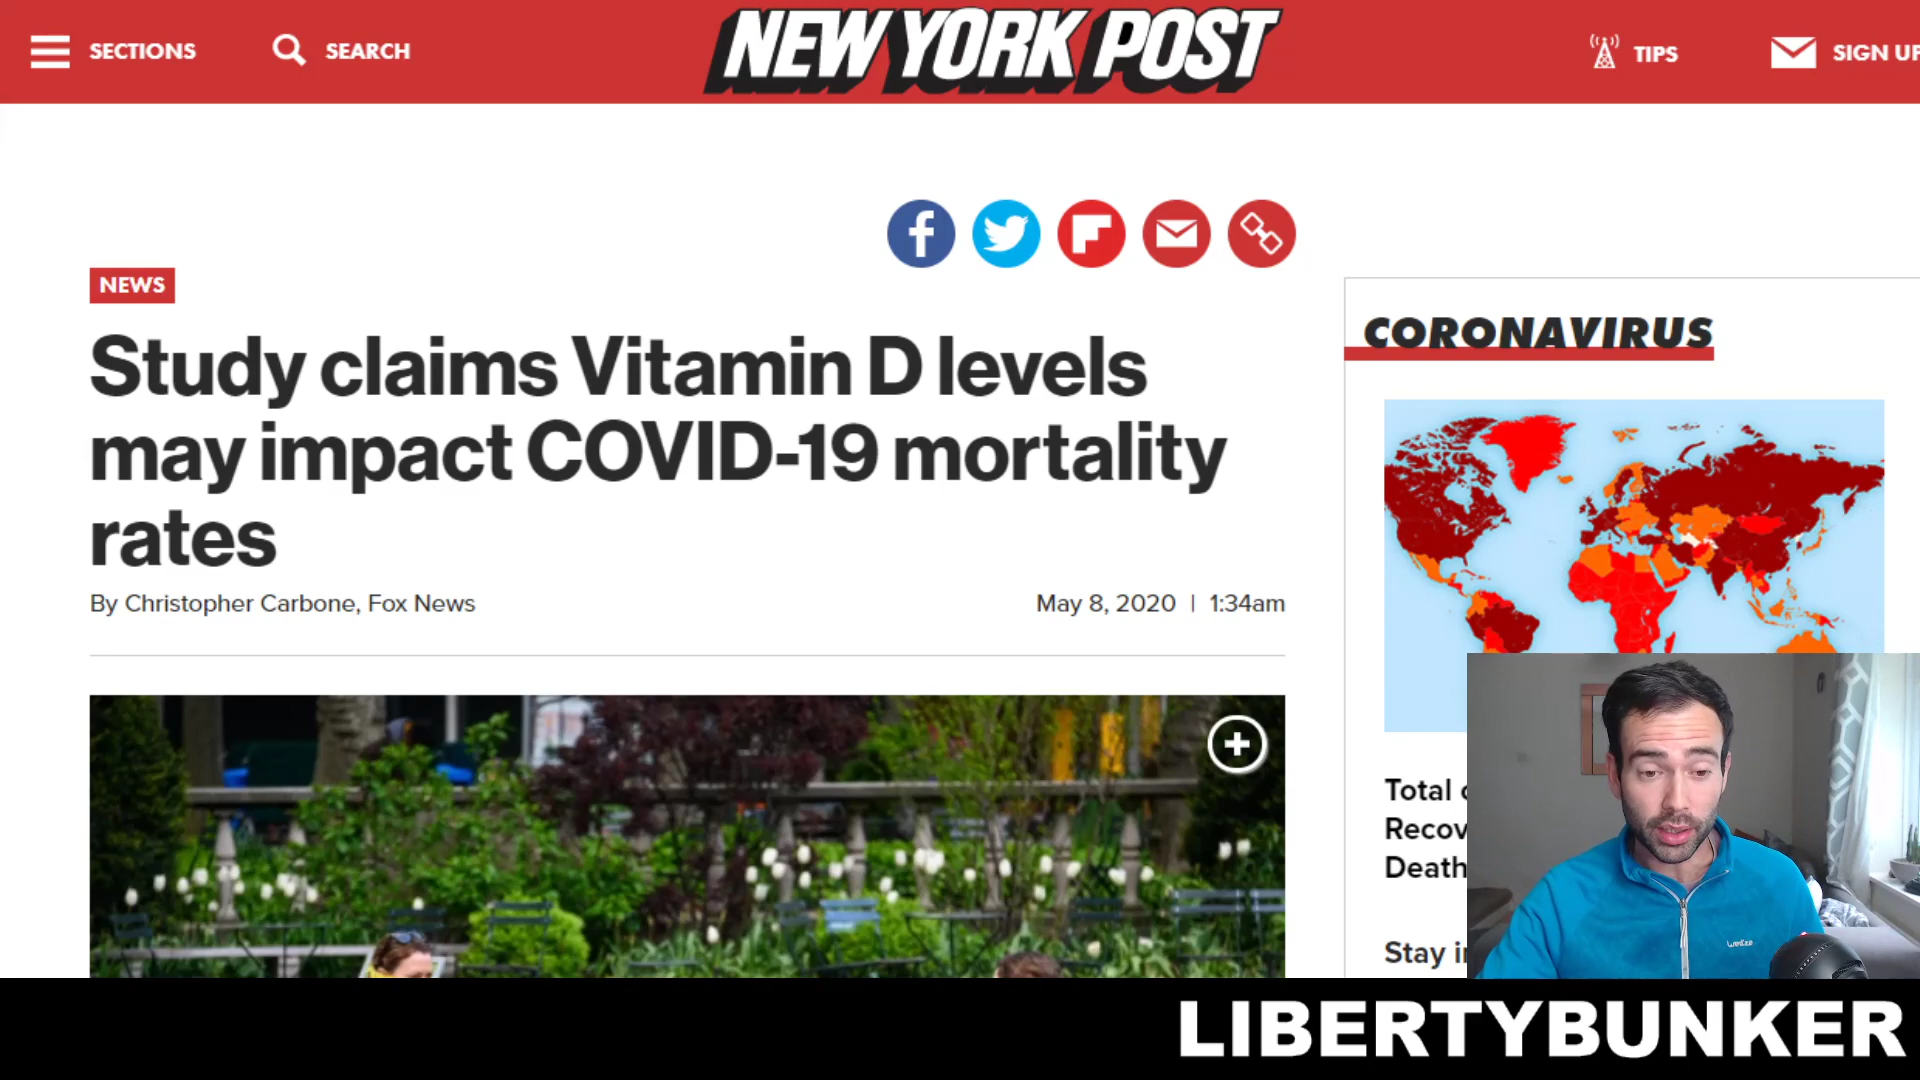 SECTIONS
SEARCH
NEW YORK POST
TIPS
SIGN UP
NEWS
Study claims Vitamin D levels
may impact COVID-19 mortality
rates
By Christopher Carbone, Fox News
May 8, 2020 | 1:34am
CORONAVIRUS
Total
Recov
Death
Stay
LIBERTYBUNKER